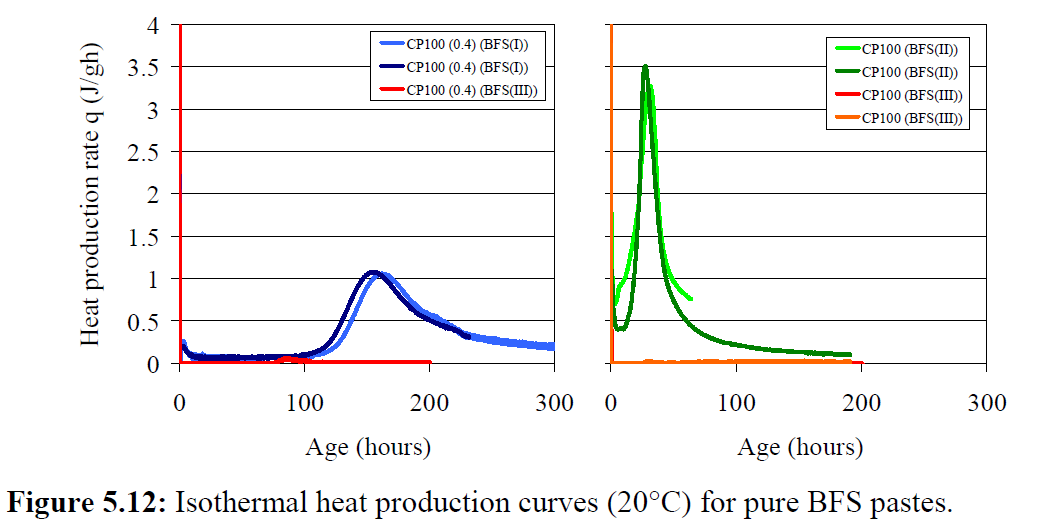 Heat production rate q (J/gh)
4
3.5
3
2.5
2
1.5
1
0.5
0
CP100 (0.4) (BFS(I))
CP100 (0.4) (BFS(I))
CP100 (0.4) (BFS(III))
0 100 200 300
Age (hours)
CP100 (BFS(II))
CP100 (BFS(II))
CP100 (BFS(III))
CP100 (BFS(III))
0 100 200 300
Age (hours)
Figure 5.12: Isothermal heat production curves (20°C) for pure BFS pastes.